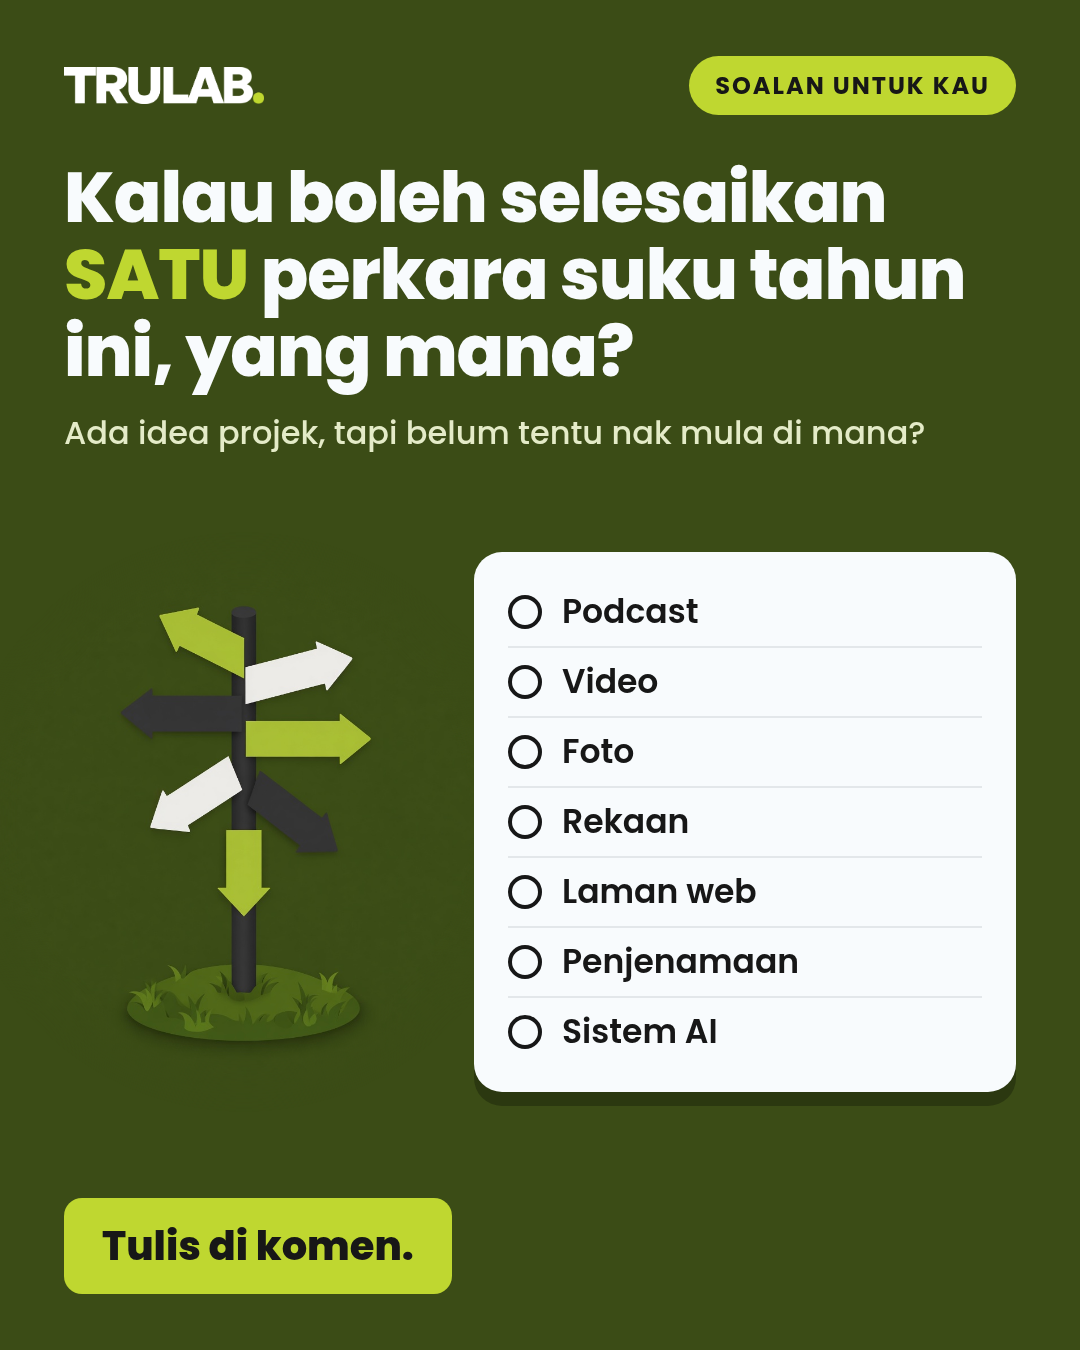 TRULAB.
SOALAN UNTUK KAU
Kalau boleh selesaikan
SATU perkara suku tahun
ini, yang mana?
Ada idea projek, tapi belum tentu nak mula di mana?
Podcast
Video
Foto
Rekaan
Laman web
Penjenamaan
Sistem AI
Tulis di komen.